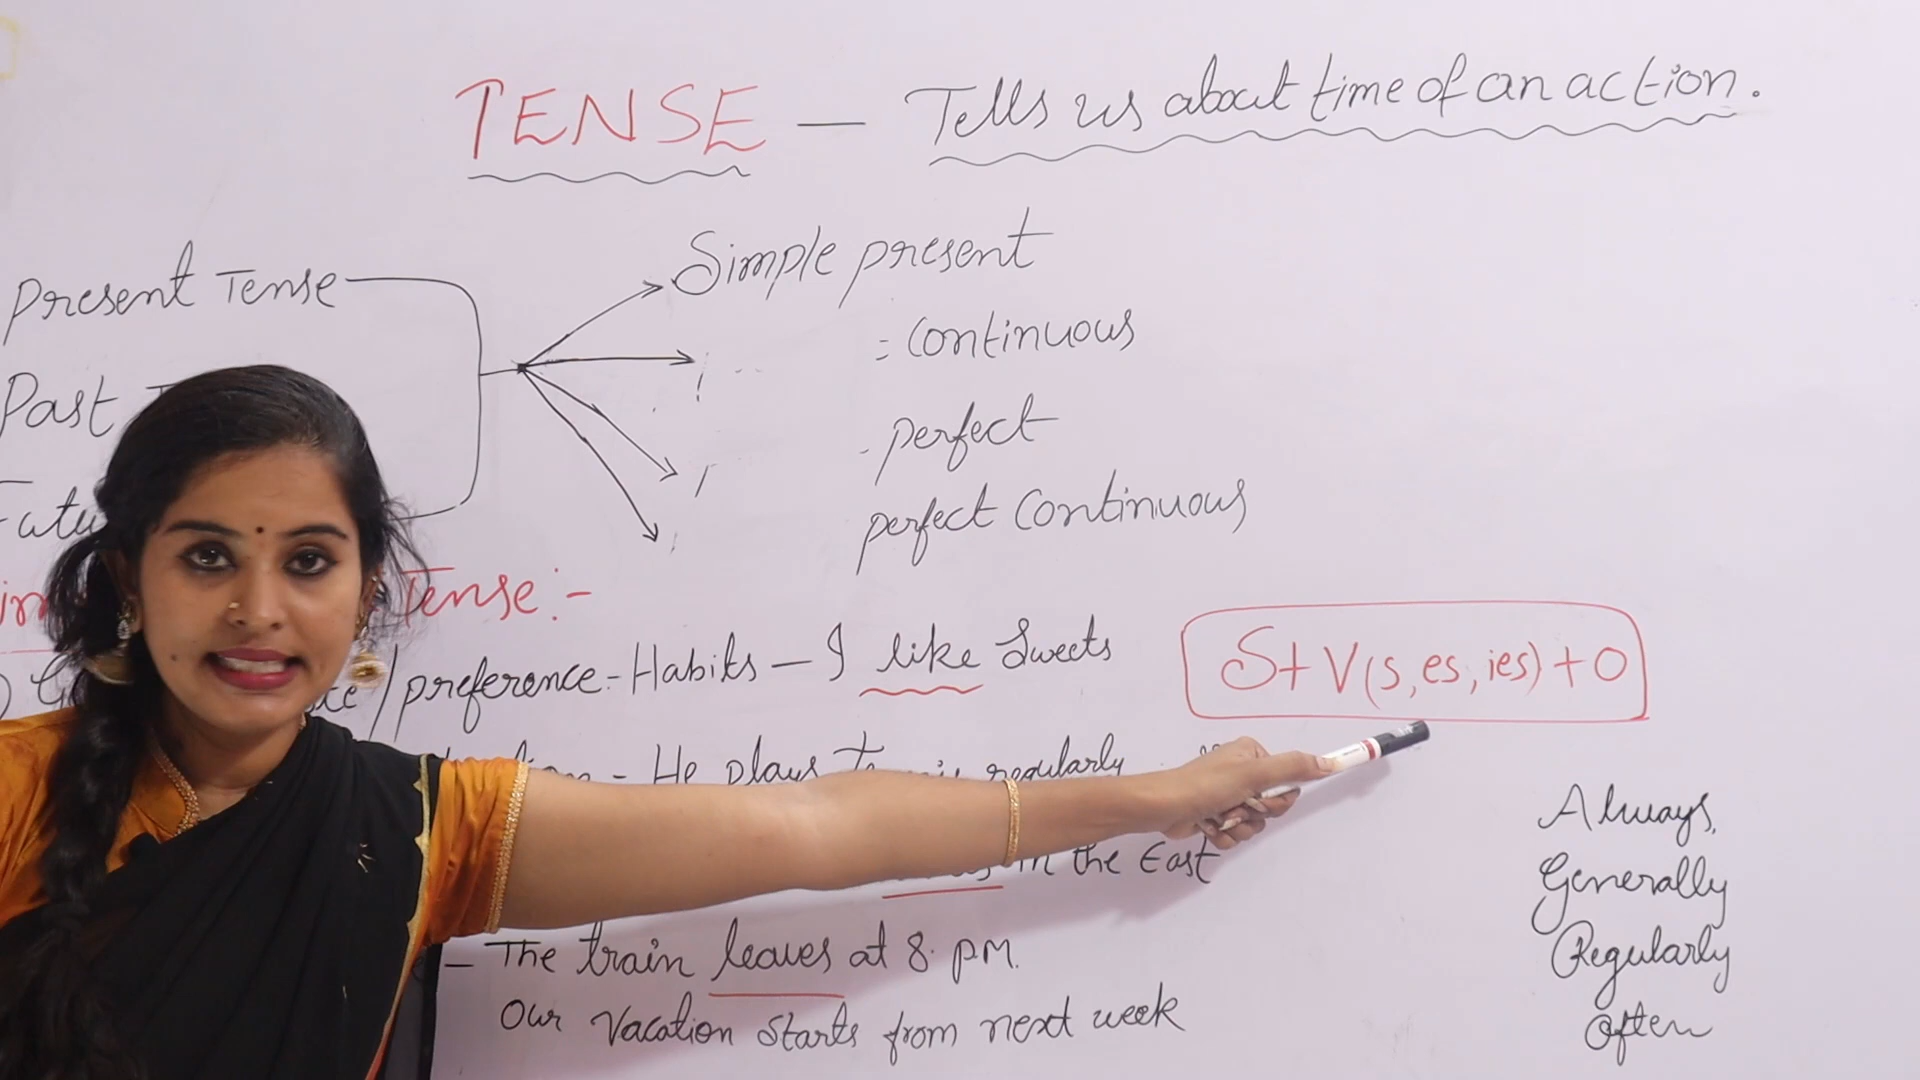 TENSE — Tells us about time of an action.
Present Tense
Simple present
= continuous
Past
perfect
perfect continuous
Tense:-
/preference-Habits - I like Sweets
S+V(s, es, ies)+O
- He plays regularly
in the East
- The train leaves at 8. pm.
Our Vacation starts from next week
Always,
Generally
Regularly
Often